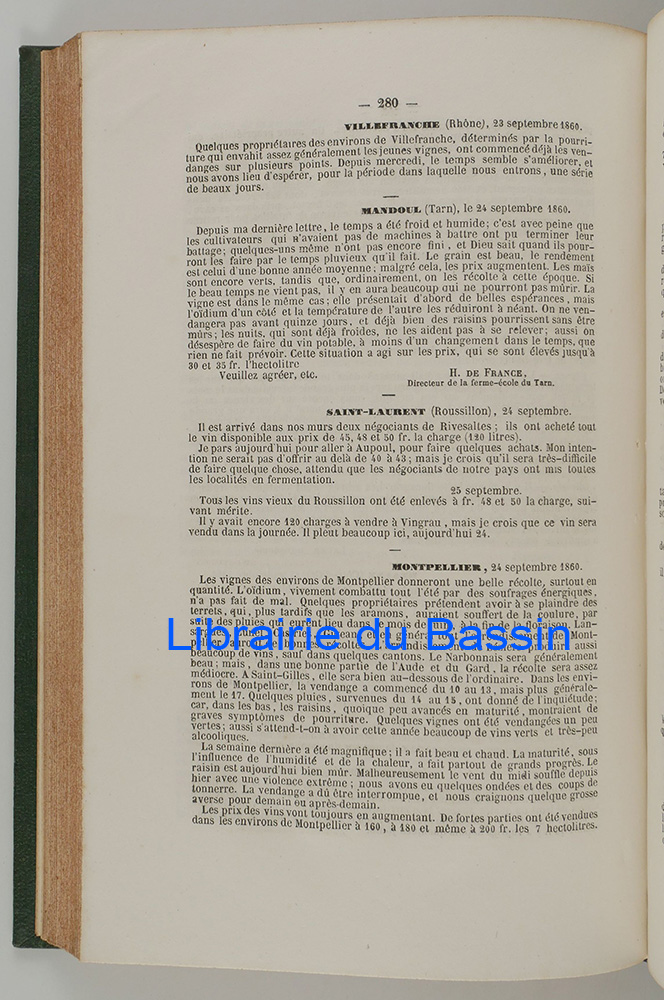 — 280 —
VILLEFRANCHE (Rhône), 23 septembre 1860.
Quelques propriétaires des environs de Villefranche, déterminés par la pourri-
ture qui envahit assez généralement les jeunes vignes, ont commencé déjà les ven-
danges sur plusieurs points. Depuis mercredi, le temps semble s'améliorer, et
nous avons lieu d'espérer, pour la période dans laquelle nous entrons, une série
de beaux jours.
MANDOUL (Tarn), le 24 septembre 1860.
Depuis ma dernière lettre, le temps a été froid et humide; c'est avec peine que
les cultivateurs qui n'avaient pas de machines à battre ont pu terminer leur
battage; quelques-uns même n'ont pas encore fini, et Dieu sait quand ils pour-
ront les faire par le temps pluvieux qu'il fait. Le grain est beau, le rendement
est celui d'une bonne année moyenne; malgré cela, les prix augmentent. Les maïs
sont encore verts, tandis que, ordinairement, on les récolte à cette époque. Si
le beau temps ne vient pas, il y en aura beaucoup qui ne pourront pas mûrir. La
vigne est dans le même cas; elle présentait d'abord de belles espérances, mais
l'oïdium d'un côté et la température de l'autre les réduiront à néant. On ne ven-
dangera pas avant quinze jours, et déjà bien des raisins pourrissent sans être
mûrs; les nuits, qui sont déjà froides, ne les aident pas à se relever; aussi on
désespère de faire du vin potable, à moins d'un changement dans le temps, que
rien ne fait prévoir. Cette situation a agi sur les prix, qui se sont élevés jusqu'à
30 et 35 fr. l'hectolitre
Veuillez agréer, etc. H. DE FRANCE,
Directeur de la ferme-école du Tarn.
SAINT-LAURENT (Roussillon), 24 septembre.
Il est arrivé dans nos murs deux négociants de Rivesaltes; ils ont acheté tout
le vin disponible aux prix de 45, 48 et 50 fr. la charge (120 litres).
Je pars aujourd'hui pour aller à Aupoul, pour faire quelques achats. Mon inten-
tion ne serait pas d'offrir au delà de 40 à 43; mais je crois qu'il sera très-difficile
de faire quelque chose, attendu que les négociants de notre pays ont mis toutes
les localités en fermentation.
25 septembre.
Tous les vins vieux du Roussillon ont été enlevés à fr. 48 et 50 la charge, sui-
vant mérite.
Il y avait encore 120 charges à vendre à Vingrau, mais je crois que ce vin sera
vendu dans la journée. Il pleut beaucoup ici, aujourd'hui 24.
MONTPELLIER, 24 septembre 1860.
Les vignes des environs de Montpellier donneront une belle récolte, surtout en
quantité. L'oïdium, vivement combattu tout l'été par des soufrages énergiques,
n'a pas fait de mal. Quelques propriétaires prétendent avoir à se plaindre des
terrets, qui, plus tardifs que les aramons, auraient souffert de la coulure, par
suite des pluies qui eurent lieu dans le mois de
Librairie du Bassin
beaucoup de vins, sauf dans quelques cantons. Le Narbonnais sera généralement
beau; mais, dans une bonne partie de l'Aude et du Gard, la récolte sera assez
médiocre. A Saint-Gilles, elle sera bien au-dessous de l'ordinaire. Dans les envi-
rons de Montpellier, la vendange a commencé du 10 au 13, mais plus générale-
ment le 17. Quelques pluies, survenues du 14 au 15, ont donné de l'inquiétude;
car, dans les bas, les raisins, quoique peu avancés en maturité, montraient de
graves symptômes de pourriture. Quelques vignes ont été vendangées un peu
vertes; aussi s'attend-t-on à avoir cette année beaucoup de vins verts et très-peu
alcooliques.
La semaine dernière a été magnifique; il a fait beau et chaud. La maturité, sous
l'influence de l'humidité et de la chaleur, a fait partout de grands progrès. Le
raisin est aujourd'hui bien mûr. Malheureusement le vent du midi souffle depuis
hier avec une violence extrême; nous avons eu quelques ondées et des coups de
tonnerre. La vendange a dû être interrompue, et nous craignons quelque grosse
averse pour demain ou après-demain.
Les prix des vins vont toujours en augmentant. De fortes parties ont été vendues
dans les environs de Montpellier à 160, à 180 et même à 200 fr. les 7 hectolitres.